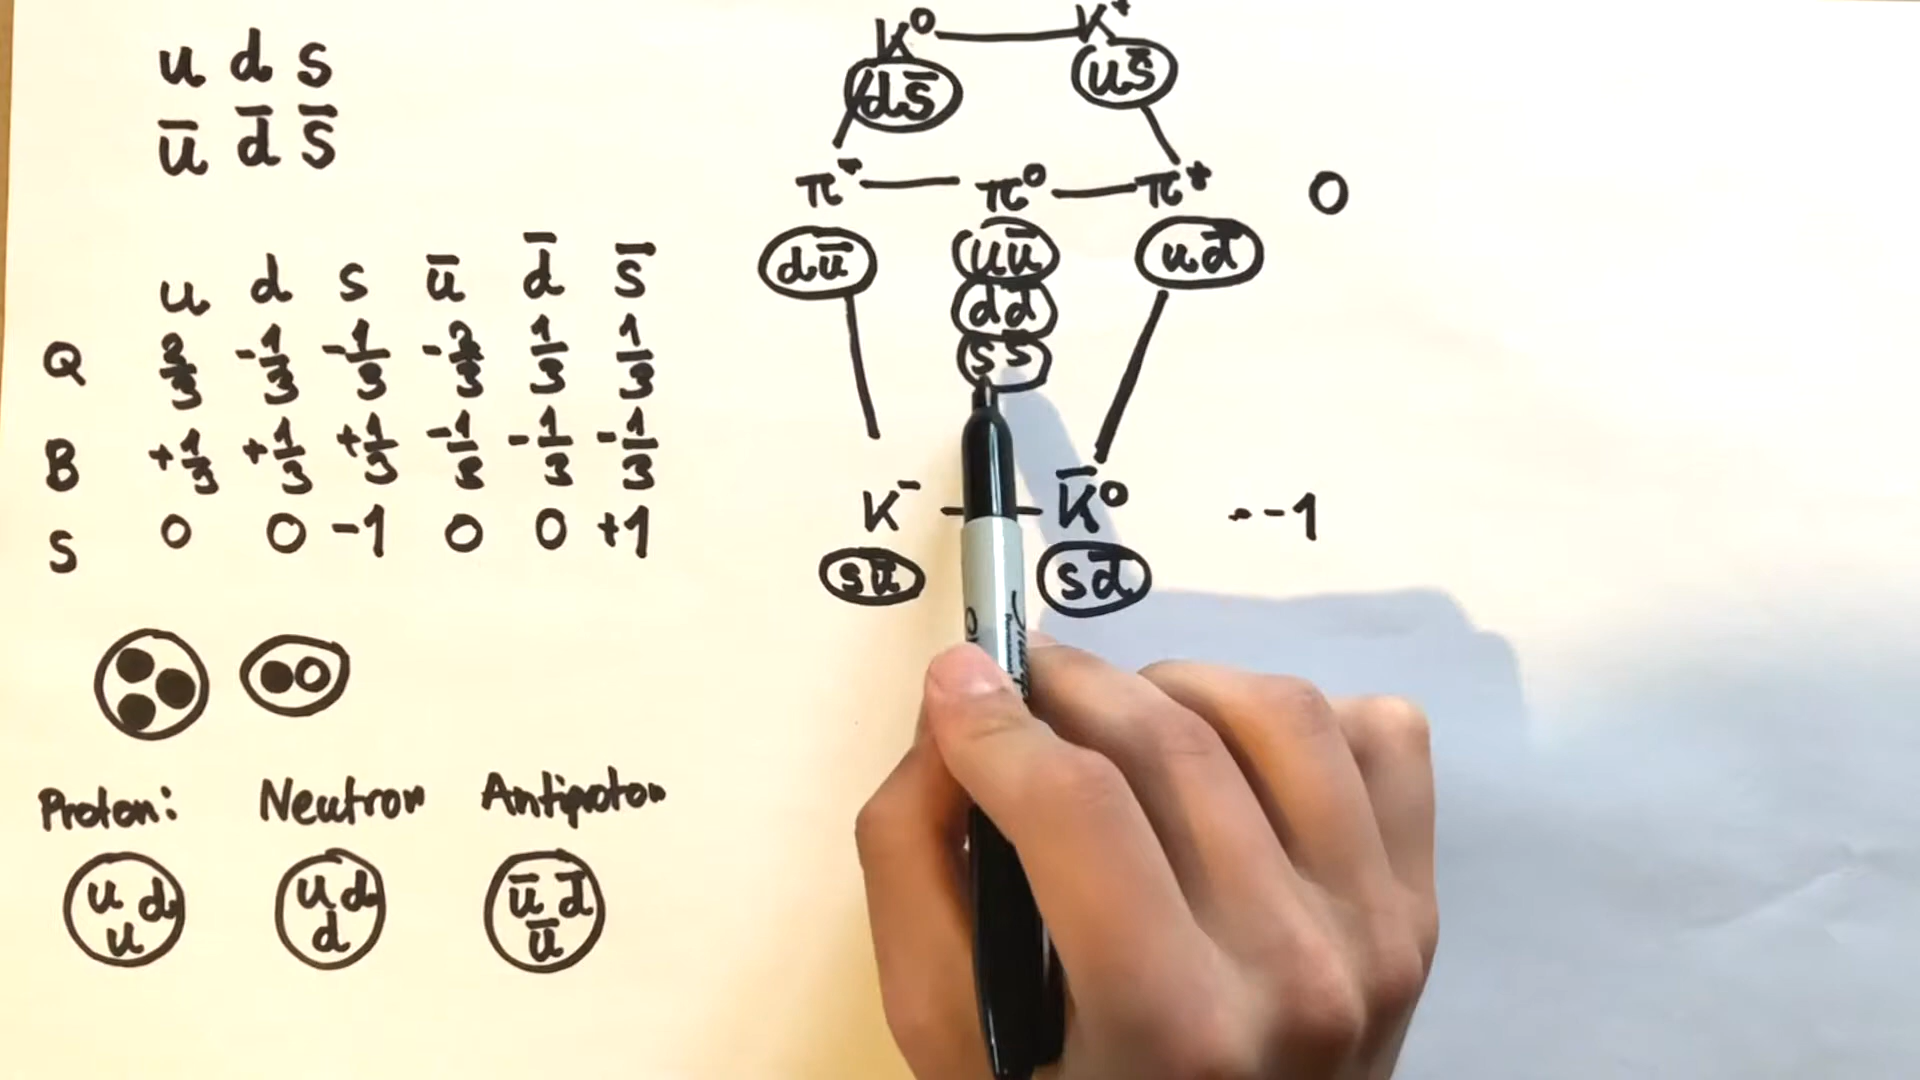 u d s
ū d̄ s̄
u d s ū d̄ s̄
Q 2/3 -1/3 -1/3 -2/3 1/3 1/3
B +1/3 +1/3 +1/3 -1/3 -1/3 -1/3
S 0 0 -1 0 0 +1
Proton: Neutron Antiproton
u d u
u d d
ū d̄ ū
K⁰ K⁺
ds̄ us̄
π⁻ π⁰ π⁺ 0
dū uū ud̄
dd̄
ss̄
K⁻ K̄⁰ --1
sū sd̄